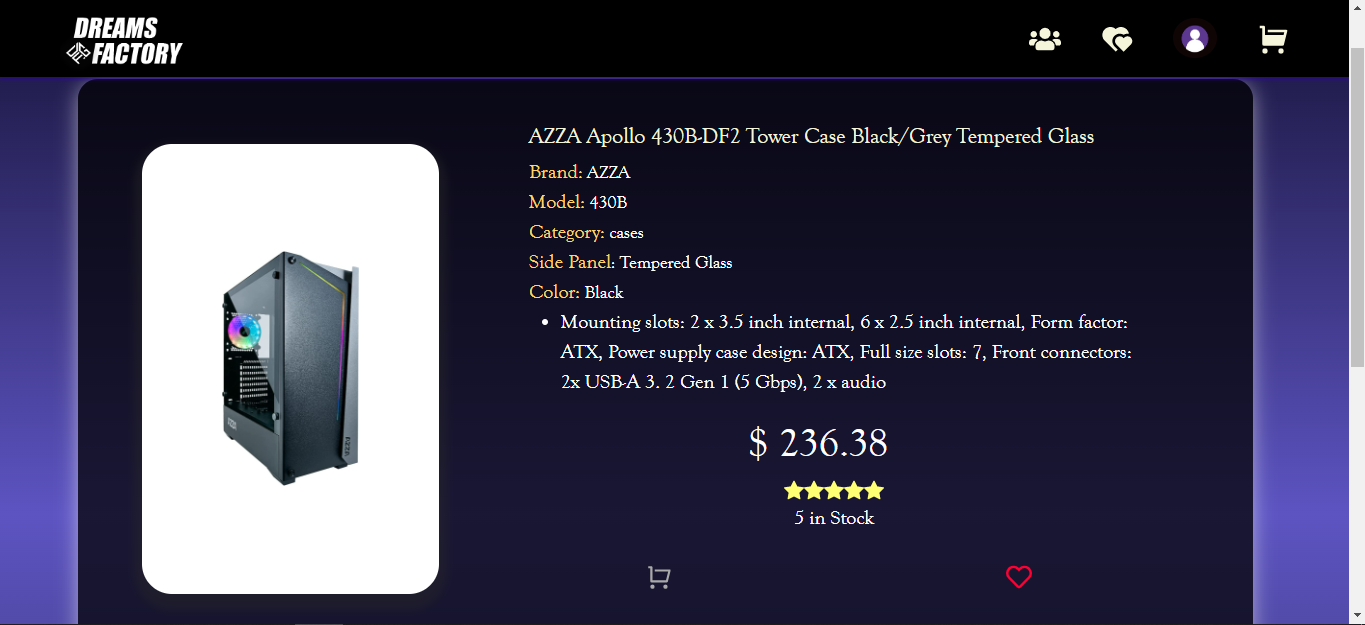 DREAMS
FACTORY
AZZA Apollo 430B-DF2 Tower Case Black/Grey Tempered Glass
Brand: AZZA
Model: 430B
Category: cases
Side Panel: Tempered Glass
Color: Black
Mounting slots: 2 x 3.5 inch internal, 6 x 2.5 inch internal, Form factor:
ATX, Power supply case design: ATX, Full size slots: 7, Front connectors:
2x USB-A 3. 2 Gen 1 (5 Gbps), 2 x audio
AZZA
AZZA
$ 236.38
5 in Stock